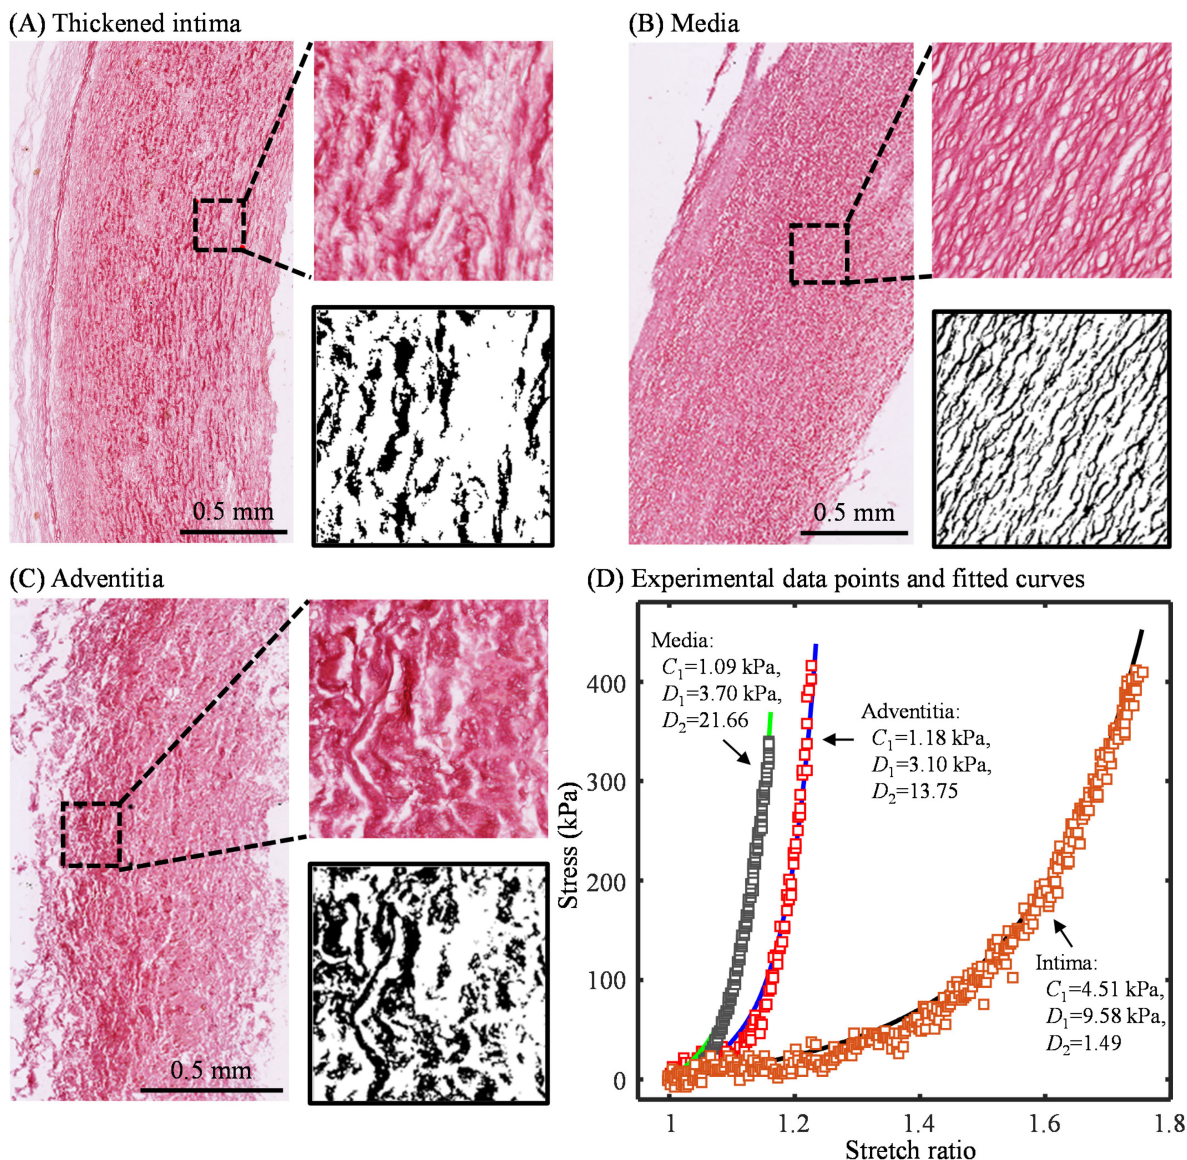 (A) Thickened intima
0.5 mm
(B) Media
0.5 mm
(C) Adventitia
0.5 mm
(D) Experimental data points and fitted curves
Media:
C₁=1.09 kPa,
D₁=3.70 kPa,
D₂=21.66
Adventitia:
C₁=1.18 kPa,
D₁=3.10 kPa,
D₂=13.75
Intima:
C₁=4.51 kPa,
D₁=9.58 kPa,
D₂=1.49
Stress (kPa)
400
300
200
100
0
1 1.2 1.4 1.6 1.8
Stretch ratio